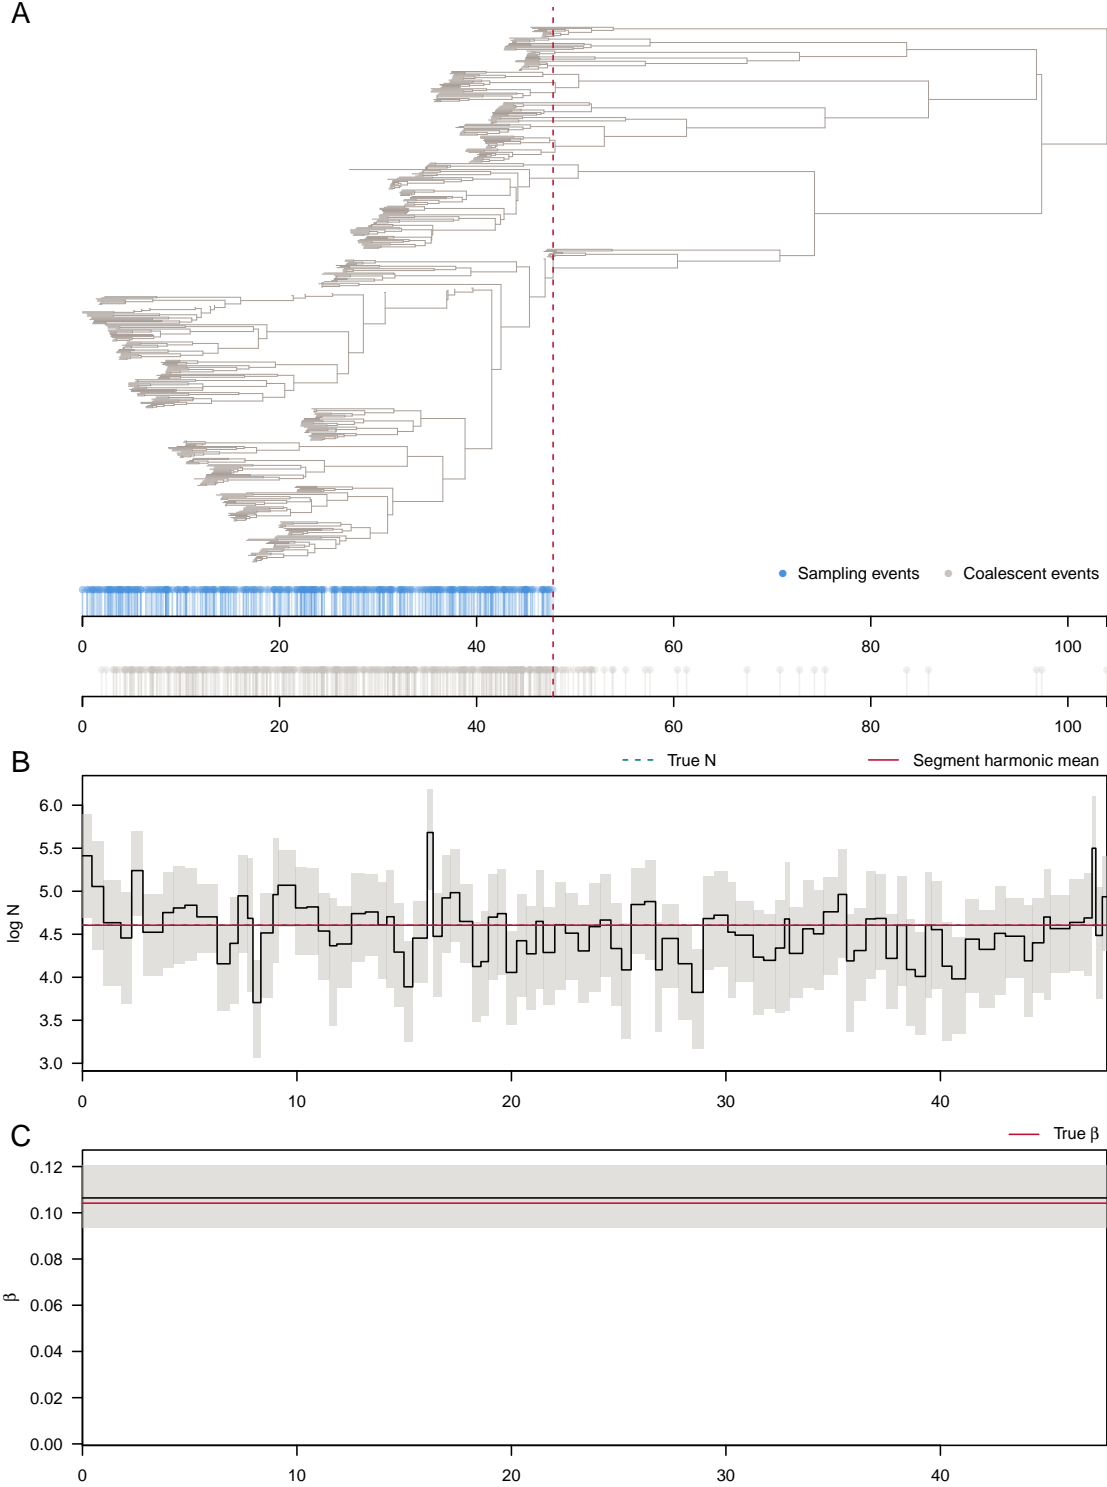 A
Sampling events Coalescent events
0 20 40 60 80 100
0 20 40 60 80 100
B
True N Segment harmonic mean
6.0
5.5
5.0
4.5
4.0
3.5
3.0
log N
0 10 20 30 40
C
True β
0.12
0.10
0.08
0.06
0.04
0.02
0.00
β
0 10 20 30 40